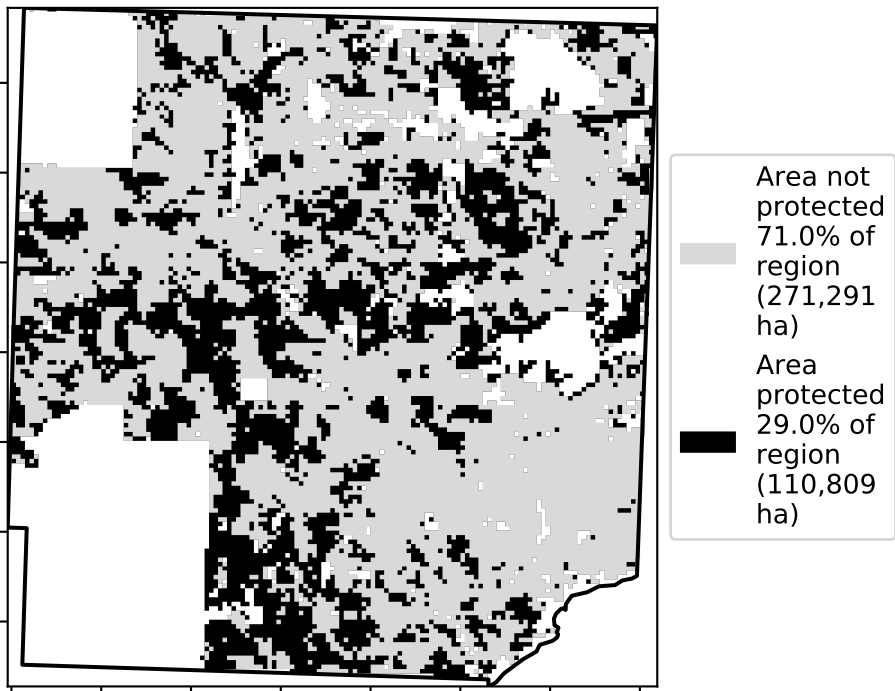 Area not
protected
71.0% of
region
(271,291
ha)
Area
protected
29.0% of
region
(110,809
ha)